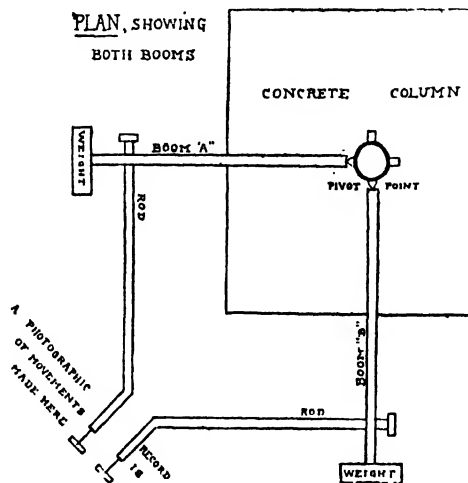 PLAN, SHOWING
BOTH BOOMS
CONCRETE COLUMN
WEIGHT
BOOM "A"
PIVOT POINT
ROD
BOOM "B"
A PHOTOGRAPHIC
OF MOVEMENTS
MADE HERE
ROD
RECORD
IS
WEIGHT